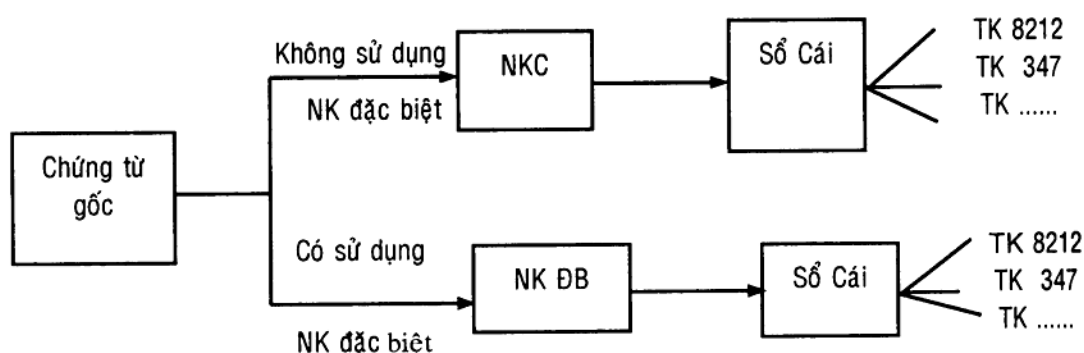 Chứng từ
gốc
Không sử dụng
NK đặc biệt
NKC
Sổ Cái
TK 8212
TK 347
TK ......
Có sử dụng
NK đặc biêt
NK ĐB
Sổ Cái
TK 8212
TK 347
TK ......